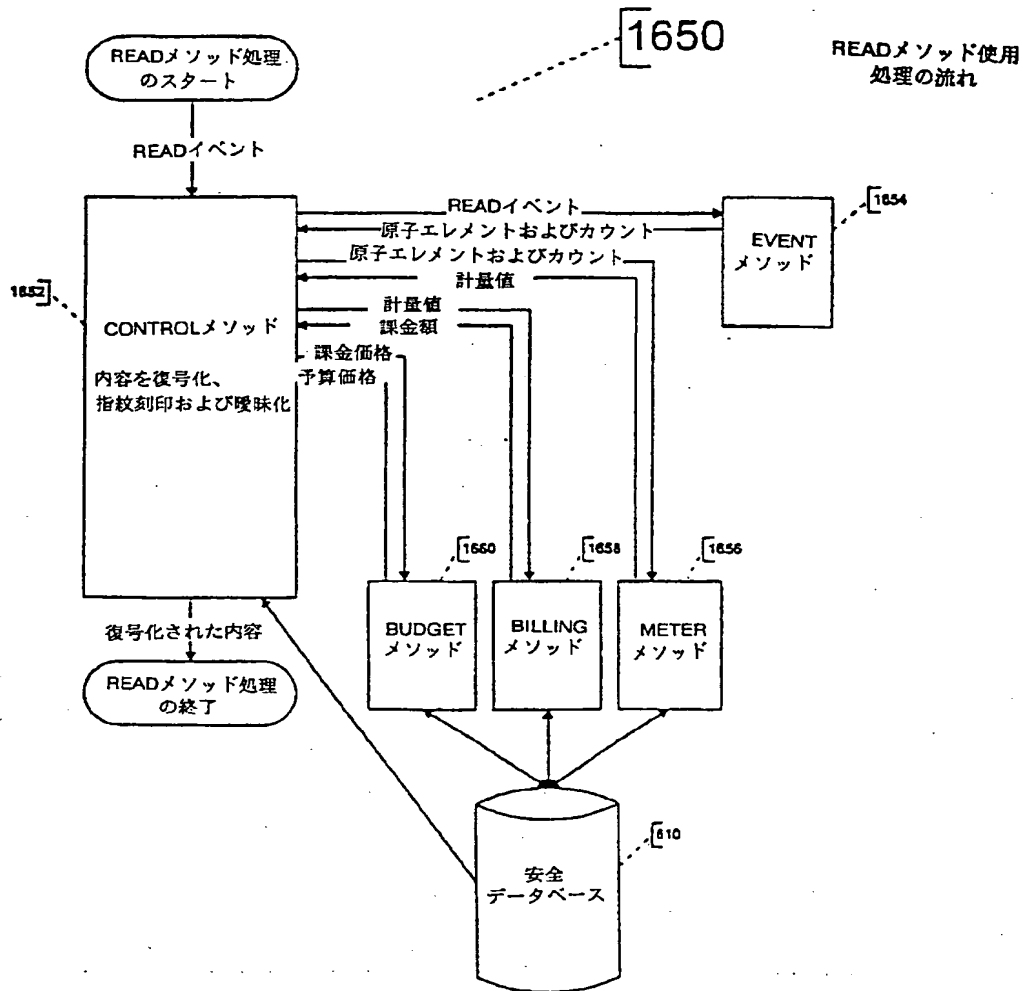 1650
READメソッド使用
処理の流れ
READメソッド処理
のスタート
READイベント
READイベント
原子エレメントおよびカウント
原子エレメントおよびカウント
計量値
計量値
課金額
課金価格
予算価格
1652
CONTROLメソッド
内容を復号化、
指紋刻印および曖昧化
EVENT
メソッド
1654
1660
1658
1656
BUDGET
メソッド
BILLING
メソッド
METER
メソッド
復号化された内容
READメソッド処理
の終了
安全
データベース
610